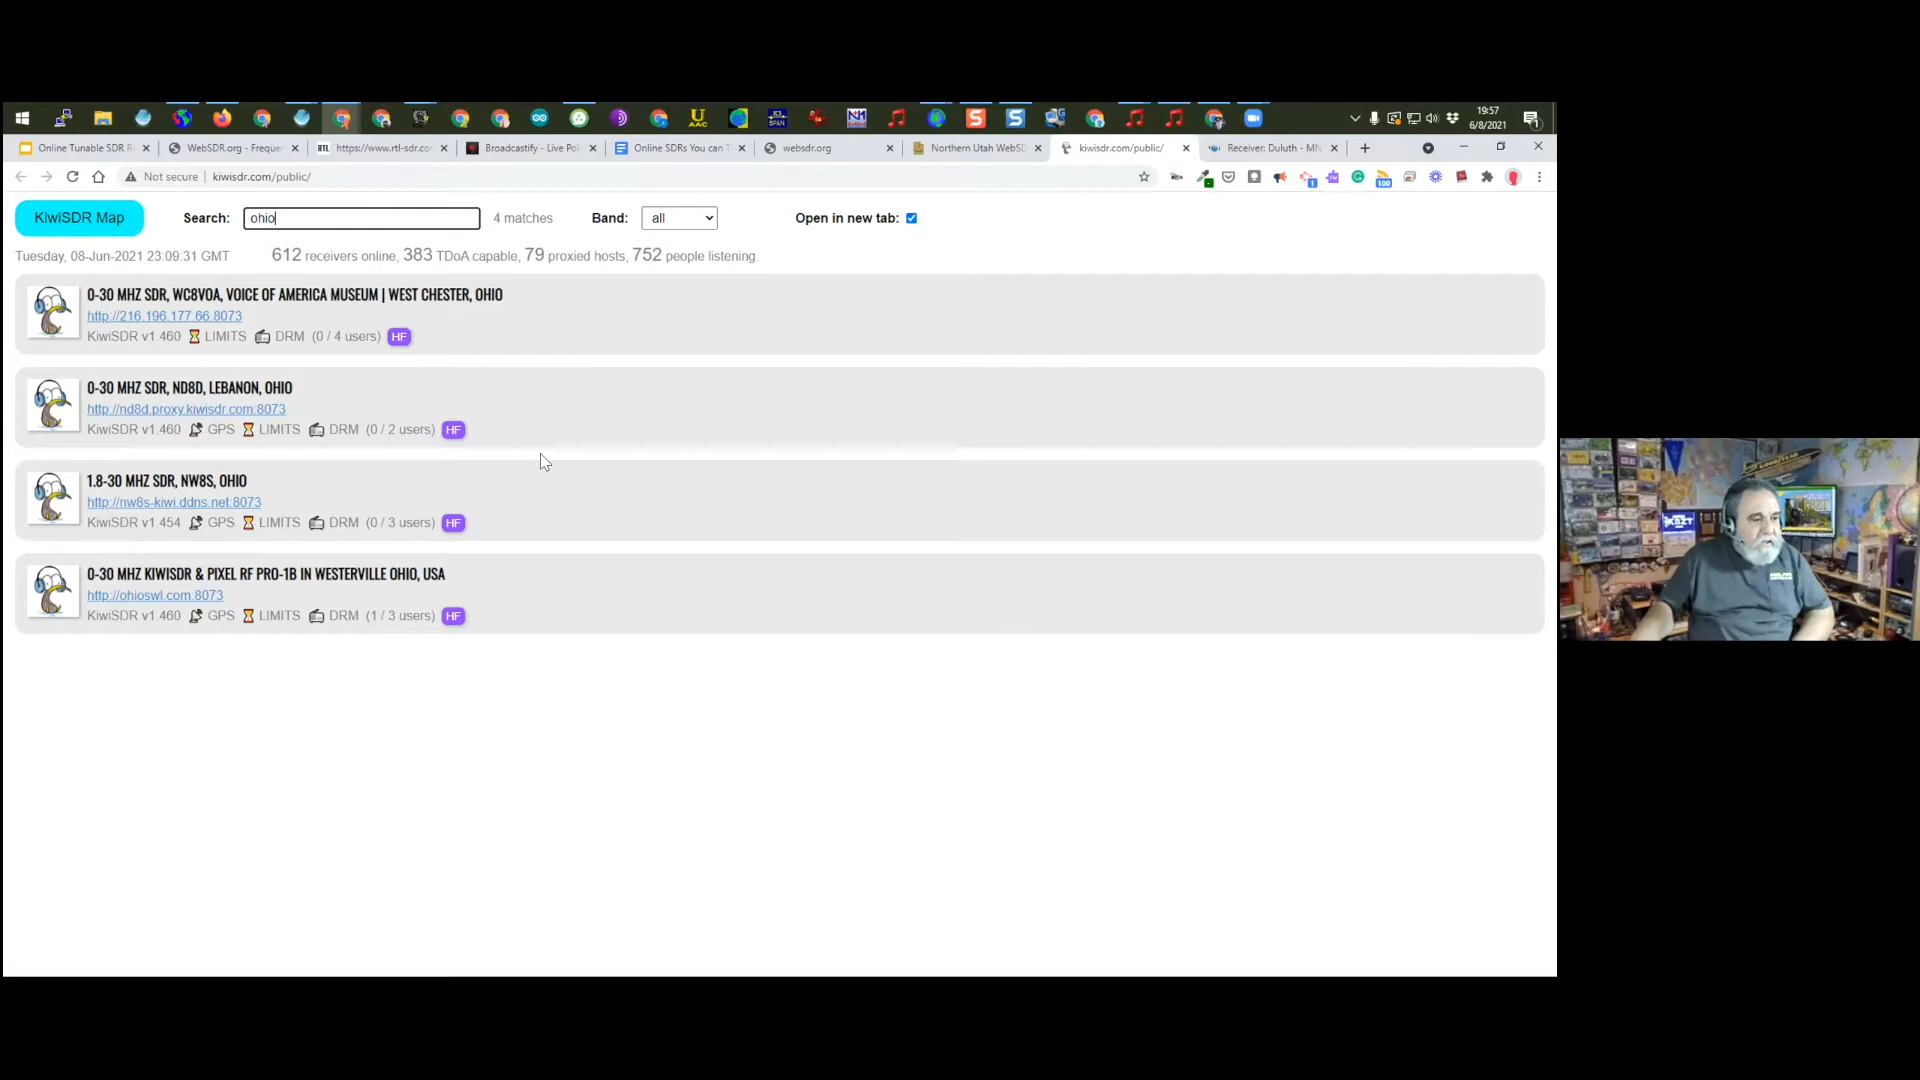 19:57
6/8/2021
Online Tunable SDR R
WebSDR.org - Freque
RTL
https://www.rtl-sdr.co
Broadcastify - Live Po
Online SDRs You can T
websdr.org
Northern Utah WebSD
kiwisdr.com/public/
Receiver: Duluth - MN
Not secure
kiwisdr.com/public/
KiwiSDR Map
Search:
ohio
4 matches
Band:
all
Open in new tab:
Tuesday, 08-Jun-2021 23:09:31 GMT
612 receivers online, 383 TDoA capable, 79 proxied hosts, 752 people listening.
0-30 MHZ SDR, WC8VOA, VOICE OF AMERICA MUSEUM | WEST CHESTER, OHIO
http://216.196.177.66:8073
KiwiSDR v1.460 LIMITS DRM (0 / 4 users) HF
0-30 MHZ SDR, ND8D, LEBANON, OHIO
http://nd8d.proxy.kiwisdr.com:8073
KiwiSDR v1.460 GPS LIMITS DRM (0 / 2 users) HF
1.8-30 MHZ SDR, NW8S, OHIO
http://nw8s-kiwi.ddns.net:8073
KiwiSDR v1.454 GPS LIMITS DRM (0 / 3 users) HF
0-30 MHZ KIWISDR & PIXEL RF PRO-1B IN WESTERVILLE OHIO, USA
http://ohioswl.com:8073
KiwiSDR v1.460 GPS LIMITS DRM (1 / 3 users) HF
K8ZT